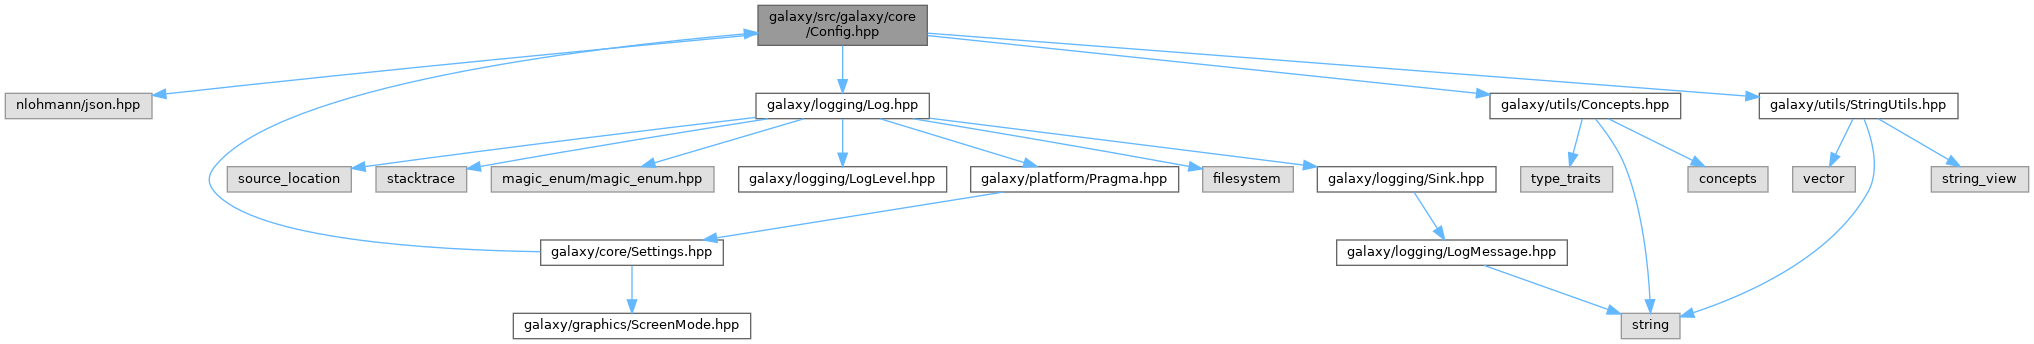 galaxy/src/galaxy/core
/Config.hpp
nlohmann/json.hpp
galaxy/logging/Log.hpp
galaxy/utils/Concepts.hpp
galaxy/utils/StringUtils.hpp
source_location
stacktrace
magic_enum/magic_enum.hpp
galaxy/logging/LogLevel.hpp
galaxy/platform/Pragma.hpp
filesystem
galaxy/logging/Sink.hpp
type_traits
concepts
vector
string_view
galaxy/core/Settings.hpp
galaxy/logging/LogMessage.hpp
galaxy/graphics/ScreenMode.hpp
string